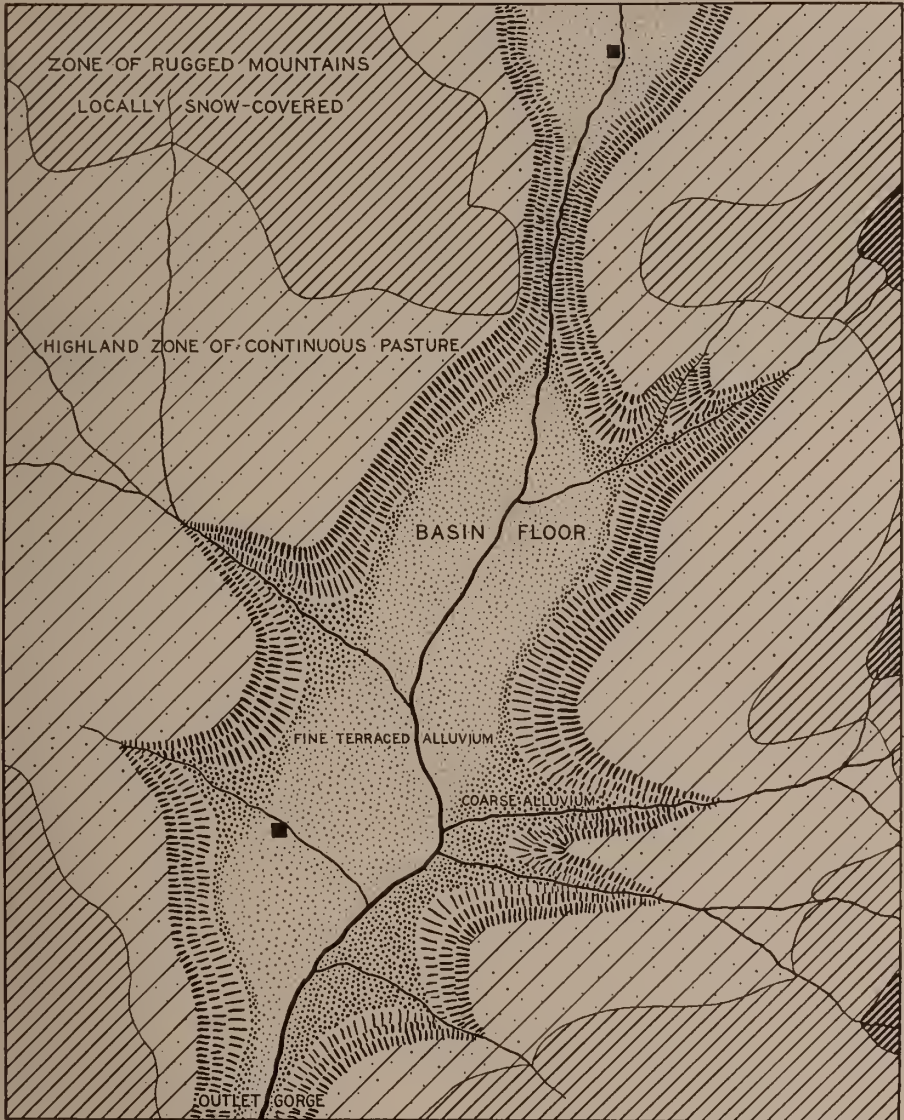 ZONE OF RUGGED MOUNTAINS
LOCALLY SNOW-COVERED
HIGHLAND ZONE OF CONTINUOUS PASTURE
BASIN FLOOR
FINE TERRACED ALLUVIUM
COARSE ALLUVIUM
OUTLET GORGE